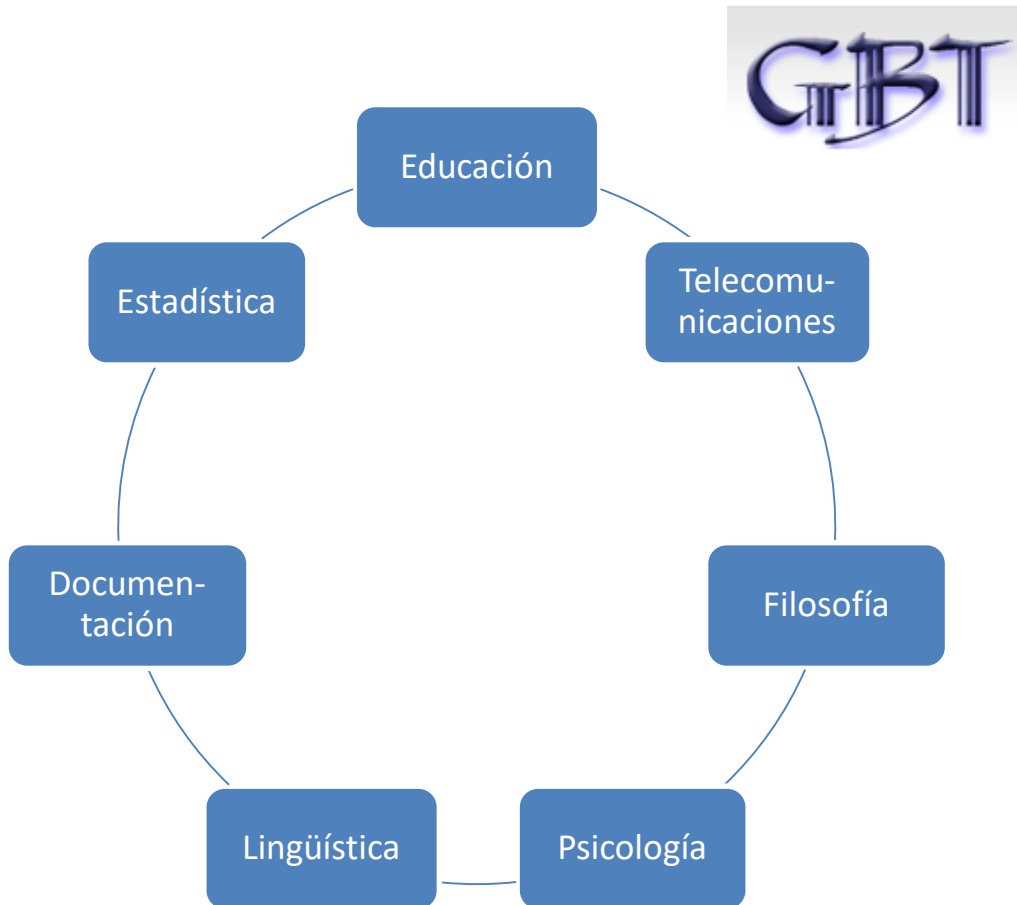 GBT
Educación
Telecomu-
nicaciones
Filosofía
Psicología
Lingüística
Documen-
tación
Estadística